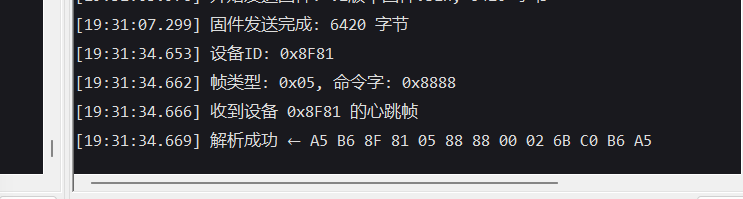 [19:31:07.299] 固件发送完成: 6420 字节
[19:31:34.653] 设备ID: 0x8F81
[19:31:34.662] 帧类型: 0x05, 命令字: 0x8888
[19:31:34.666] 收到设备 0x8F81 的心跳帧
[19:31:34.669] 解析成功 ← A5 B6 8F 81 05 88 88 00 02 6B C0 B6 A5